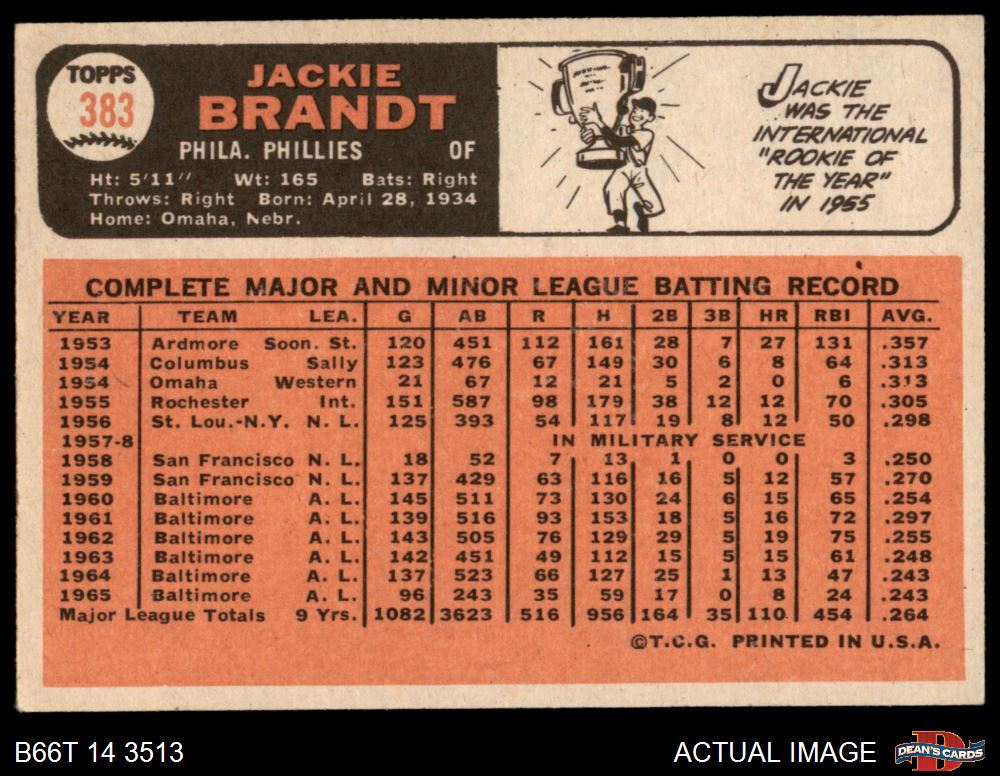 TOPPS
383
JACKIE
BRANDT
PHILA. PHILLIES OF
Ht: 5'11" Wt: 165 Bats: Right
Throws: Right Born: April 28, 1934
Home: Omaha, Nebr.
JACKIE
WAS THE
INTERNATIONAL
"ROOKIE OF
THE YEAR"
IN 1955
COMPLETE MAJOR AND MINOR LEAGUE BATTING RECORD
YEAR TEAM LEA. G AB R H 2B 3B HR RBI AVG.
1953 Ardmore Soon. St. 120 451 112 161 28 7 27 131 .357
1954 Columbus Sally 123 476 67 149 30 6 8 64 .313
1954 Omaha Western 21 67 12 21 5 2 0 6 .313
1955 Rochester Int. 151 587 98 179 38 12 12 70 .305
1956 St. Lou.-N.Y. N. L. 125 393 54 117 19 8 12 50 .298
1957-8 IN MILITARY SERVICE
1958 San Francisco N. L. 18 52 7 13 1 0 0 3 .250
1959 San Francisco N. L. 137 429 63 116 16 5 12 57 .270
1960 Baltimore A. L. 145 511 73 130 24 6 15 65 .254
1961 Baltimore A. L. 139 516 93 153 18 5 16 72 .297
1962 Baltimore A. L. 143 505 76 129 29 5 19 75 .255
1963 Baltimore A. L. 142 451 49 112 15 5 15 61 .248
1964 Baltimore A. L. 137 523 66 127 25 1 13 47 .243
1965 Baltimore A. L. 96 243 35 59 17 0 8 24 .243
Major League Totals 9 Yrs. 1082 3623 516 956 164 35 110 454 .264
©T.C.G. PRINTED IN U.S.A.
B66T 14 3513
ACTUAL IMAGE
D
DEAN'S CARDS